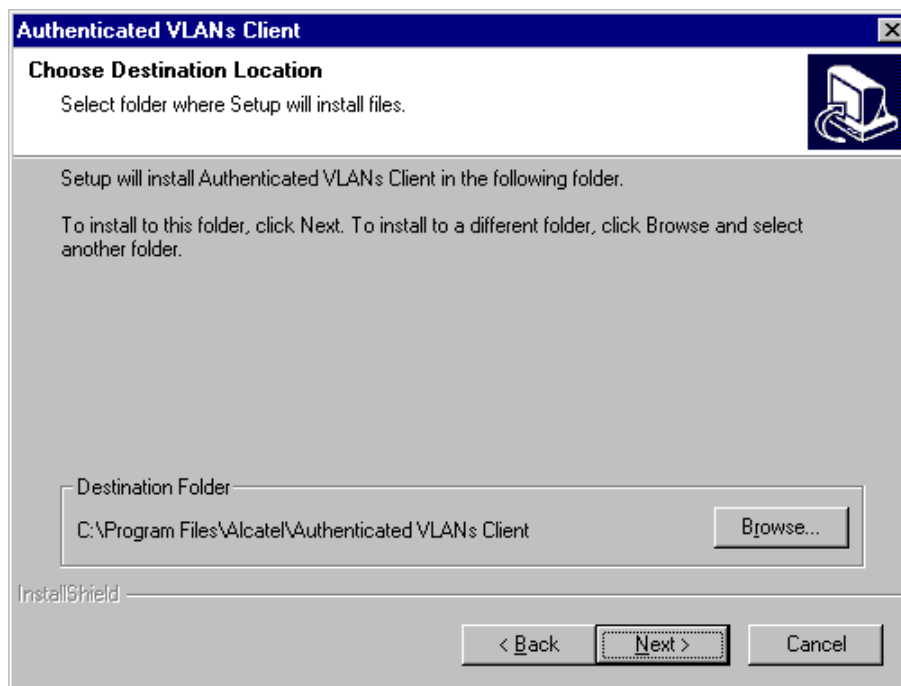 Authenticated VLANs Client
Choose Destination Location
Select folder where Setup will install files.
Setup will install Authenticated VLANs Client in the following folder.
To install to this folder, click Next. To install to a different folder, click Browse and select
another folder.
Destination Folder
C:\Program Files\Alcatel\Authenticated VLANs Client
Browse...
InstallShield
< Back
Next >
Cancel